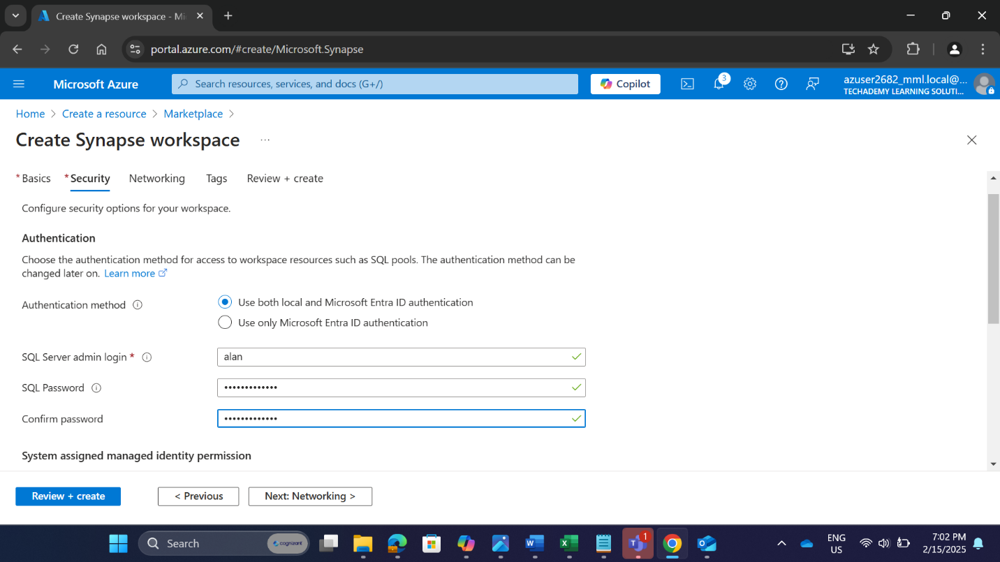 Create Synapse workspace - Mi
portal.azure.com/#create/Microsoft.Synapse
Microsoft Azure
Search resources, services, and docs (G+/)
Copilot
3
azuser2682_mml.local@...
TECHADEMY LEARNING SOLUTI...
Home > Create a resource > Marketplace >
Create Synapse workspace ...
* Basics
* Security
Networking
Tags
Review + create
Configure security options for your workspace.
Authentication
Choose the authentication method for access to workspace resources such as SQL pools. The authentication method can be
changed later on. Learn more
Authentication method
Use both local and Microsoft Entra ID authentication
Use only Microsoft Entra ID authentication
SQL Server admin login *
alan
SQL Password
•••••••••••••
Confirm password
•••••••••••••
System assigned managed identity permission
Review + create
< Previous
Next: Networking >
Search
cognizant
1
ENG
US
7:02 PM
2/15/2025